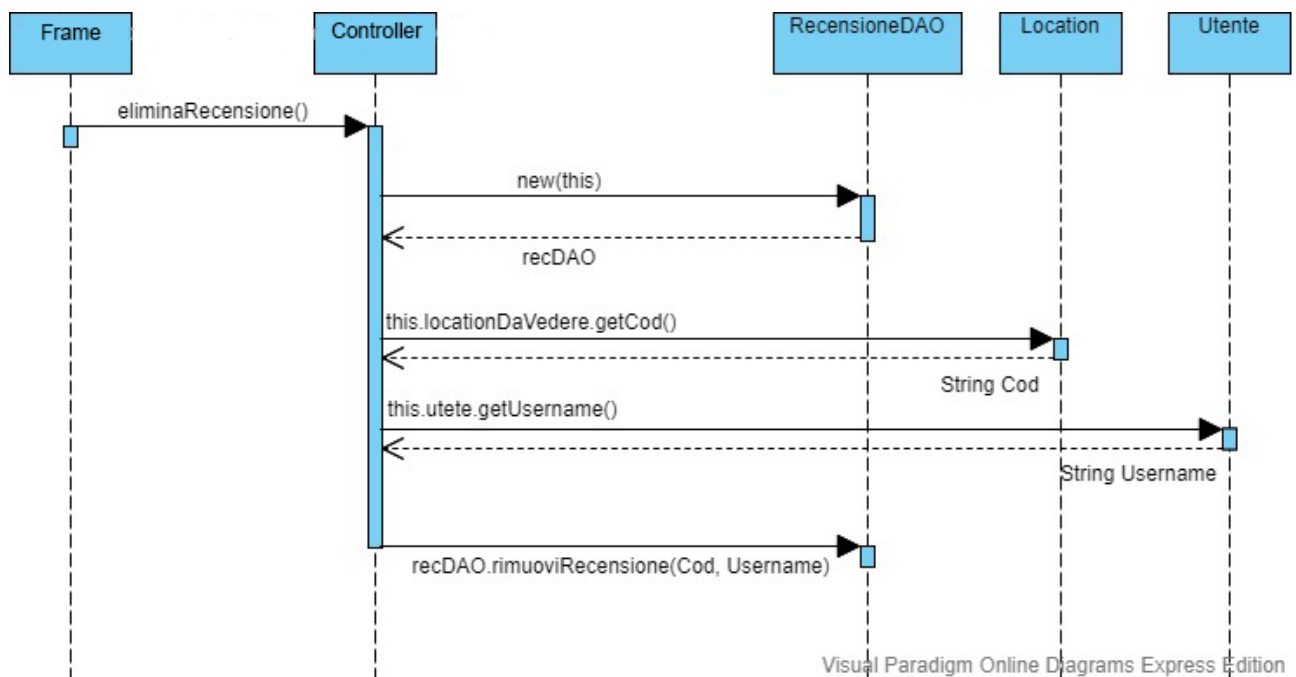 Frame
Controller
RecensioneDAO
Location
Utente
eliminaRecensione()
new(this)
recDAO
this.locationDaVedere.getCod()
String Cod
this.utete.getUsername()
String Username
recDAO.rimuoviRecensione(Cod, Username)
Visual Paradigm Online Diagrams Express Edition